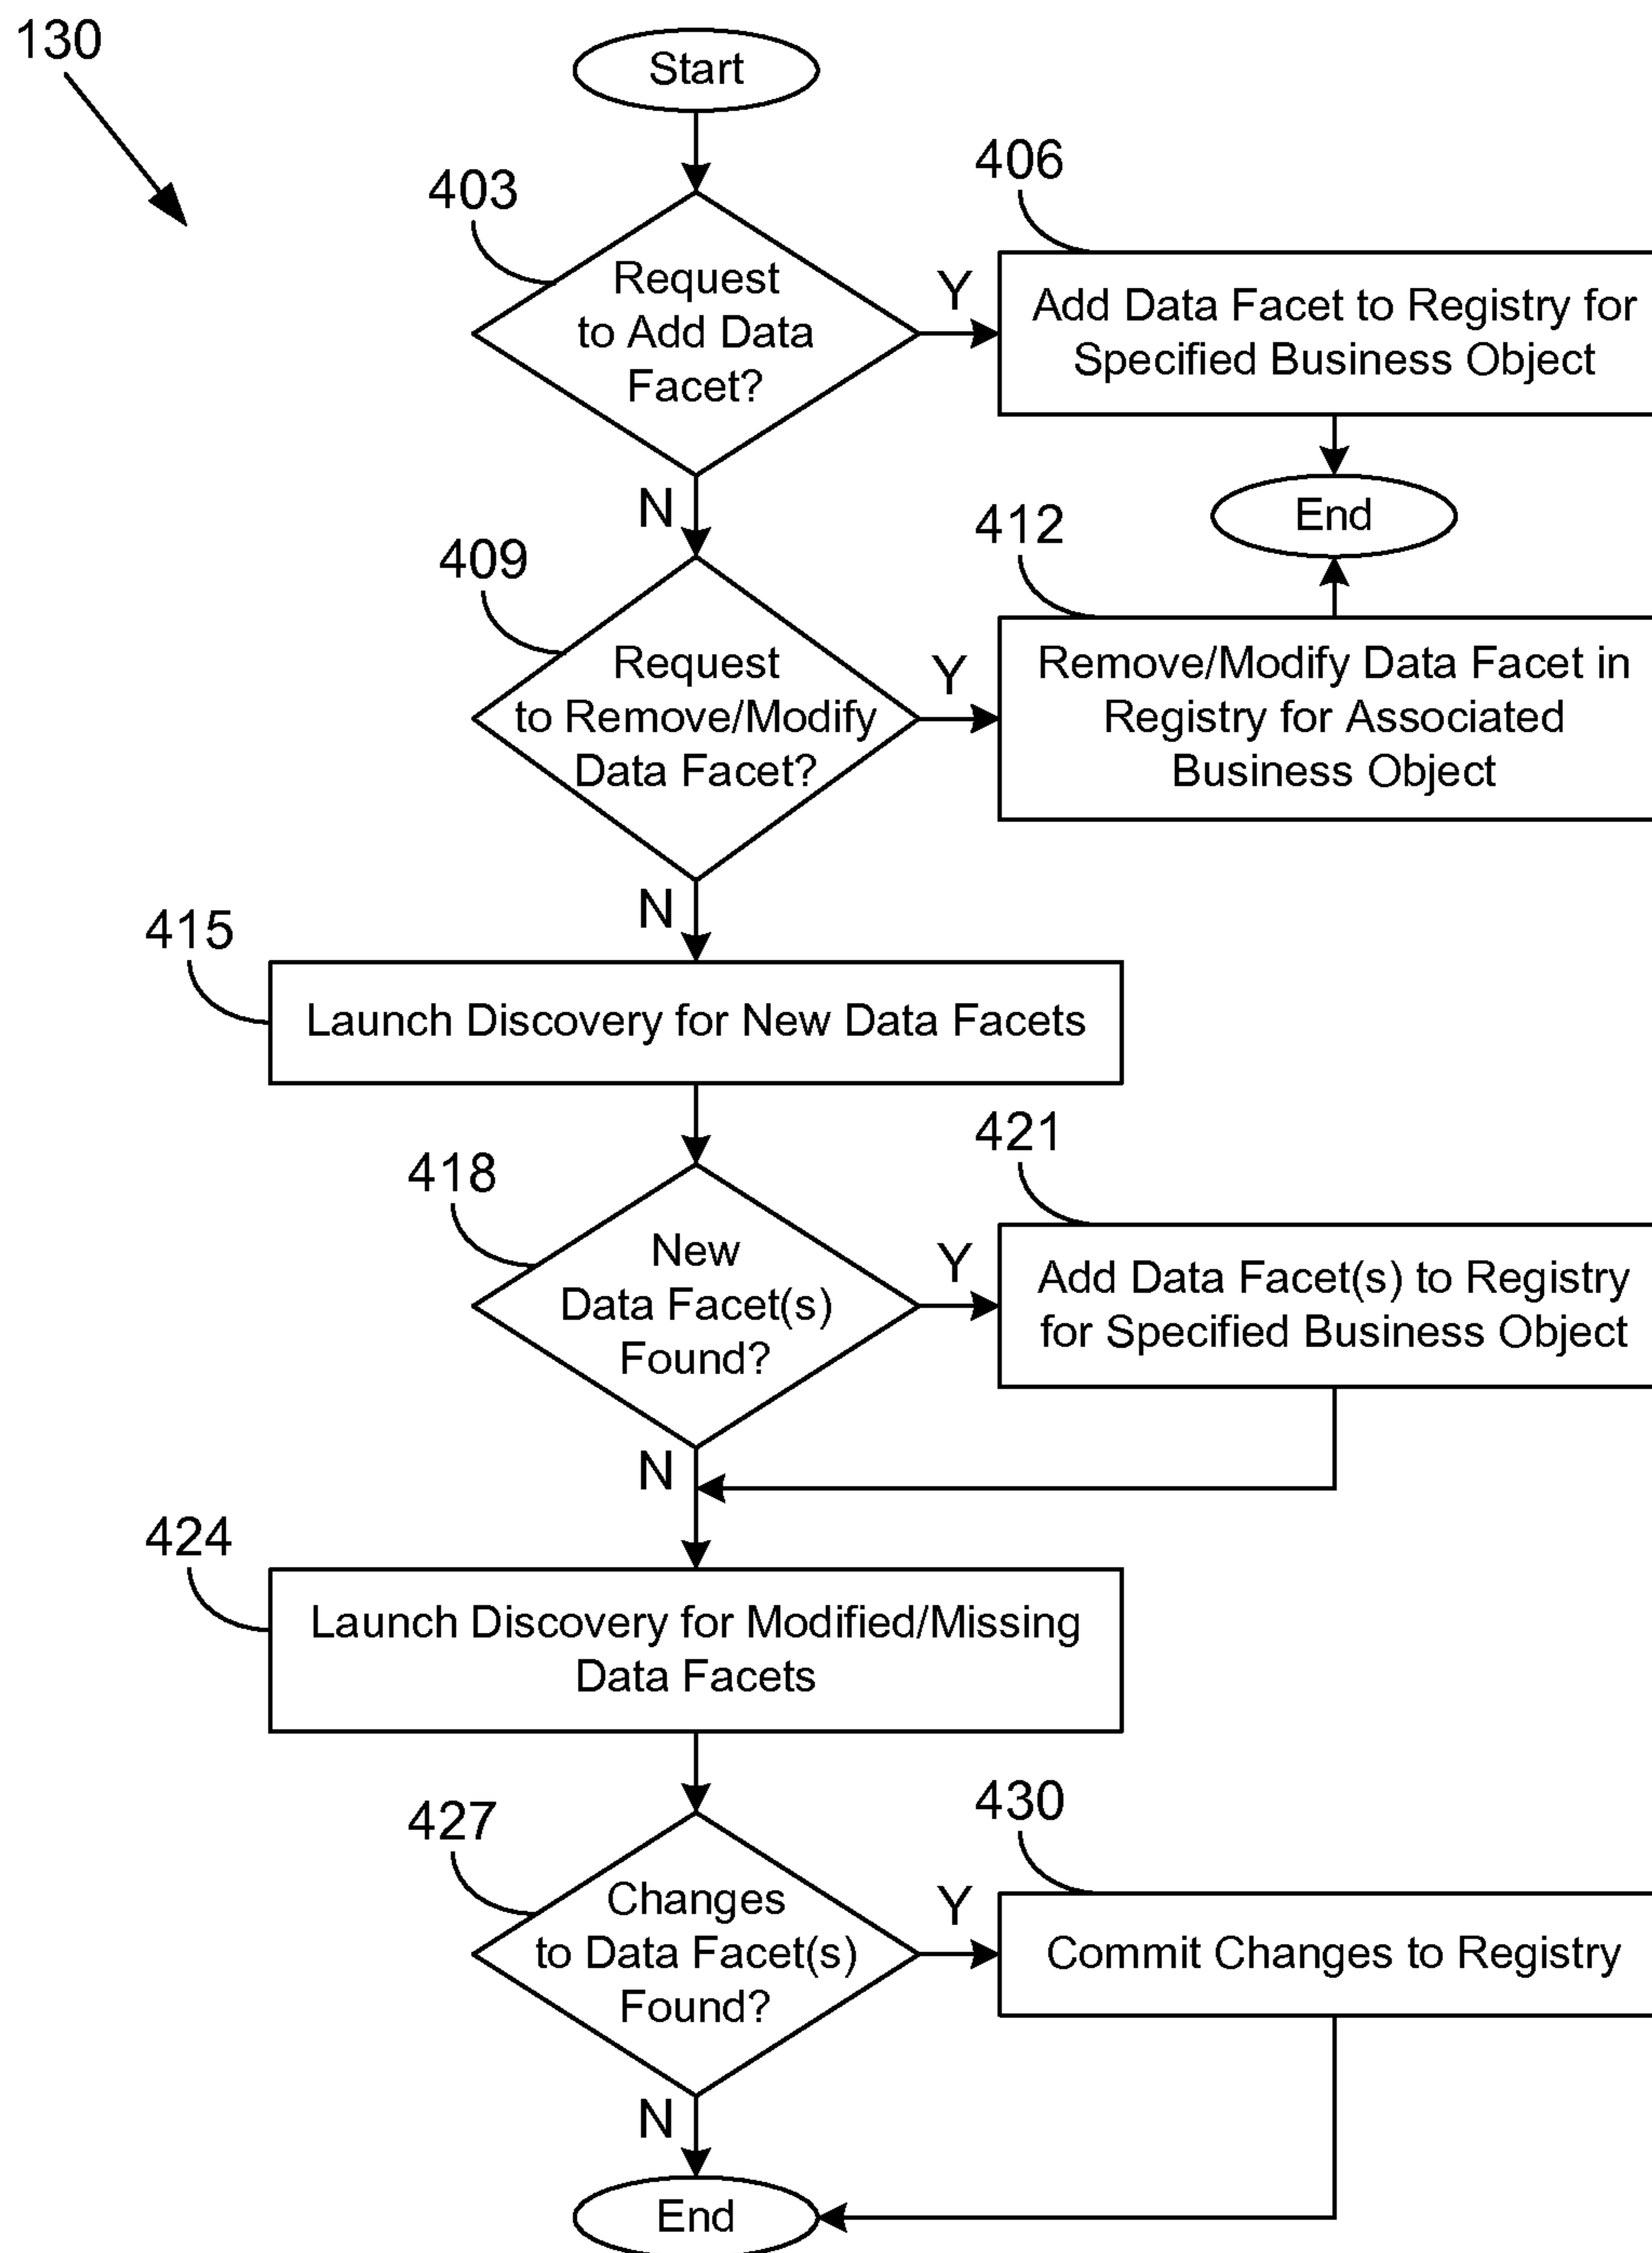 130
Start
403
406
Request
to Add Data
Facet?
Y
Add Data Facet to Registry for
Specified Business Object
N
End
409
412
Request
to Remove/Modify
Data Facet?
Y
Remove/Modify Data Facet in
Registry for Associated
Business Object
N
415
Launch Discovery for New Data Facets
418
421
New
Data Facet(s)
Found?
Y
Add Data Facet(s) to Registry
for Specified Business Object
N
424
Launch Discovery for Modified/Missing
Data Facets
427
430
Changes
to Data Facet(s)
Found?
Y
Commit Changes to Registry
N
End